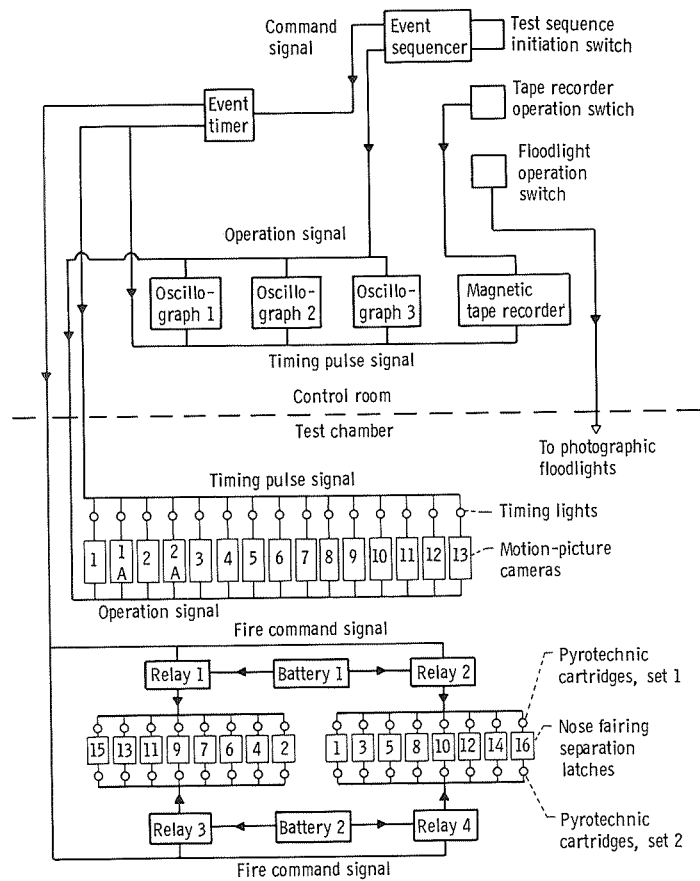 Command
signal
Event
sequencer
Test sequence
initiation switch
Event
timer
Tape recorder
operation swtich
Floodlight
operation
switch
Operation signal
Oscillo-
graph 1
Oscillo-
graph 2
Oscillo-
graph 3
Magnetic
tape recorder
Timing pulse signal
Control room
Test chamber
To photographic
floodlights
Timing pulse signal
Timing lights
1 1A 2 2A 3 4 5 6 7 8 9 10 11 12 13
Motion-picture
cameras
Operation signal
Fire command signal
Relay 1 Battery 1 Relay 2
Pyrotechnic
cartridges, set 1
15 13 11 9 7 6 4 2 1 3 5 8 10 12 14 16
Nose fairing
separation
latches
Relay 3 Battery 2 Relay 4
Pyrotechnic
cartridges, set 2
Fire command signal